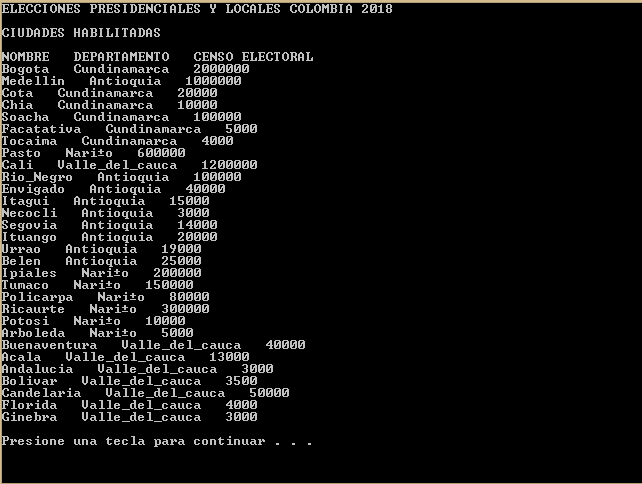 ELECCIONES PRESIDENCIALES Y LOCALES COLOMBIA 2018
CIUDADES HABILITADAS
NOMBRE   DEPARTAMENTO   CENSO ELECTORAL
Bogota   Cundinamarca   2000000
Medellin   Antioquia   1000000
Cota   Cundinamarca   20000
Chia   Cundinamarca   10000
Soacha   Cundinamarca   100000
Facatativa   Cundinamarca   5000
Tocaima   Cundinamarca   4000
Pasto   Nari±o   600000
Cali   Valle_del_cauca   1200000
Rio_Negro   Antioquia   100000
Envigado   Antioquia   40000
Itagui   Antioquia   15000
Necocli   Antioquia   3000
Segovia   Antioquia   14000
Ituango   Antioquia   20000
Urrao   Antioquia   19000
Belen   Antioquia   25000
Ipiales   Nari±o   200000
Tumaco   Nari±o   150000
Policarpa   Nari±o   80000
Ricaurte   Nari±o   300000
Potosi   Nari±o   10000
Arboleda   Nari±o   5000
Buenaventura   Valle_del_cauca   40000
Acala   Valle_del_cauca   13000
Andalucia   Valle_del_cauca   3000
Bolivar   Valle_del_cauca   3500
Candelaria   Valle_del_cauca   50000
Florida   Valle_del_cauca   4000
Ginebra   Valle_del_cauca   3000
Presione una tecla para continuar . . .